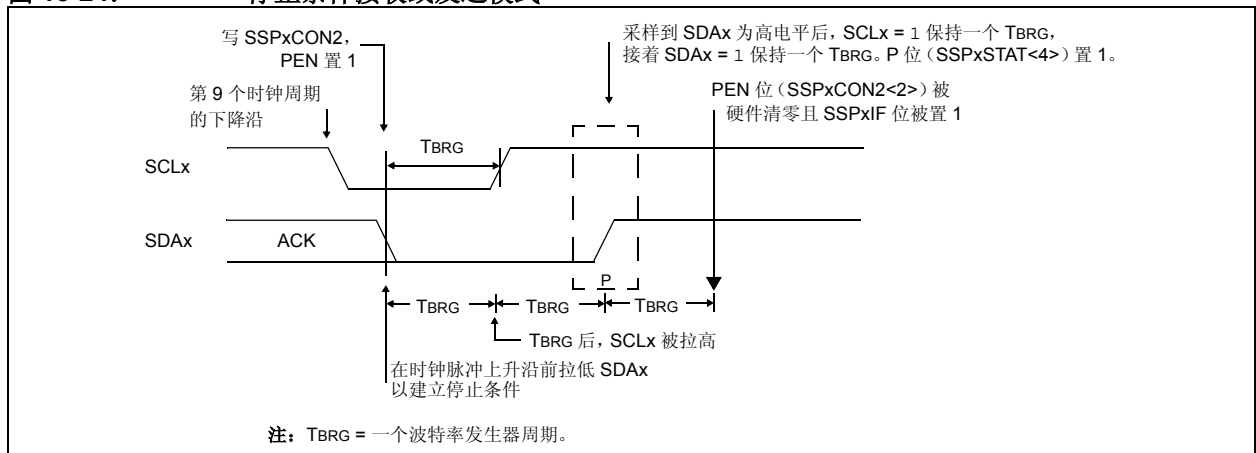 写 SSPxCON2，
PEN 置 1
采样到 SDAx 为高电平后，SCLx = 1 保持一个 TBRG，
接着 SDAx = 1 保持一个 TBRG。P 位（SSPxSTAT<4>）置 1。
第 9 个时钟周期
的下降沿
PEN 位（SSPxCON2<2>）被
硬件清零且 SSPxIF 位被置 1
TBRG
SCLx
SDAx
ACK
P
TBRG TBRG TBRG
TBRG 后，SCLx 被拉高
在时钟脉冲上升沿前拉低 SDAx
以建立停止条件
注：TBRG = 一个波特率发生器周期。